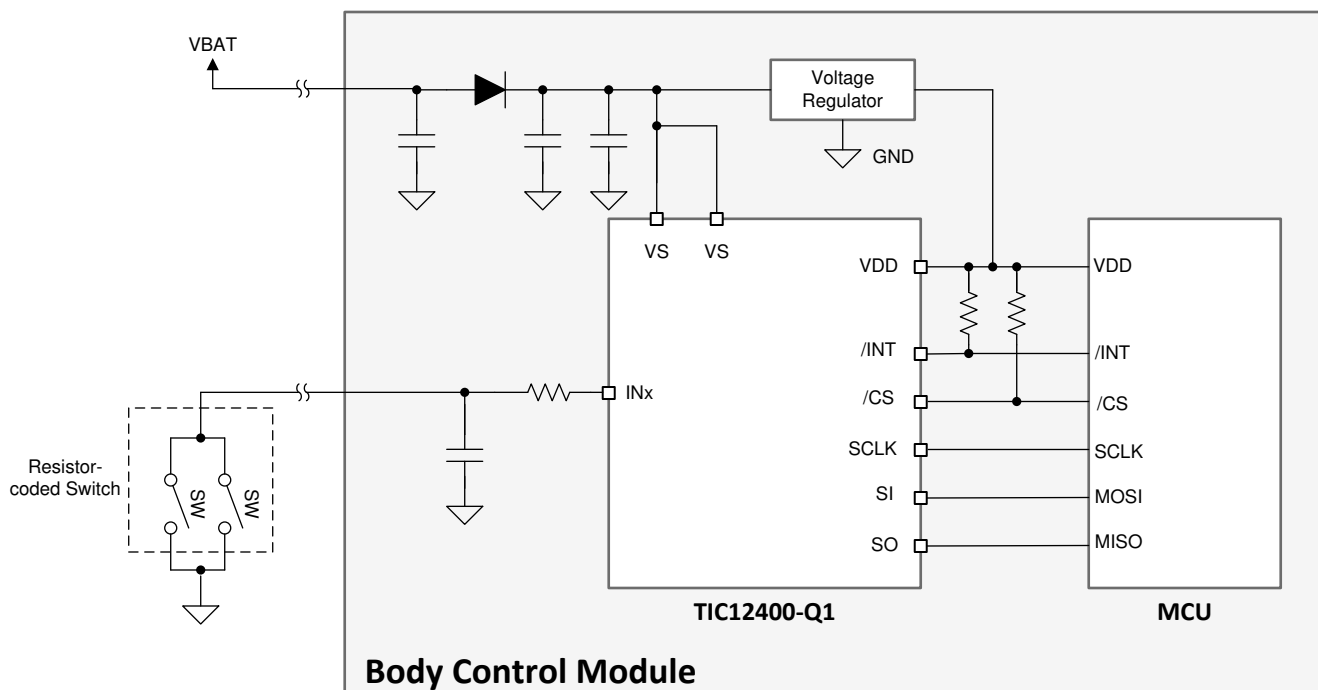 VBAT
Voltage
Regulator
GND
VS
VS
VDD
VDD
/INT
/INT
INx
/CS
/CS
SCLK
SCLK
Resistor-
coded Switch
SW
SW
SI
MOSI
SO
MISO
TIC12400-Q1
MCU
Body Control Module